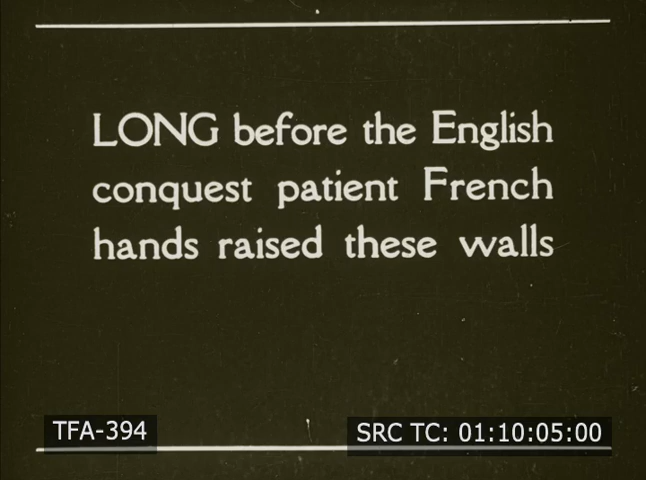 LONG before the English
conquest patient French
hands raised these walls
TFA-394
SRC TC: 01:10:05:00